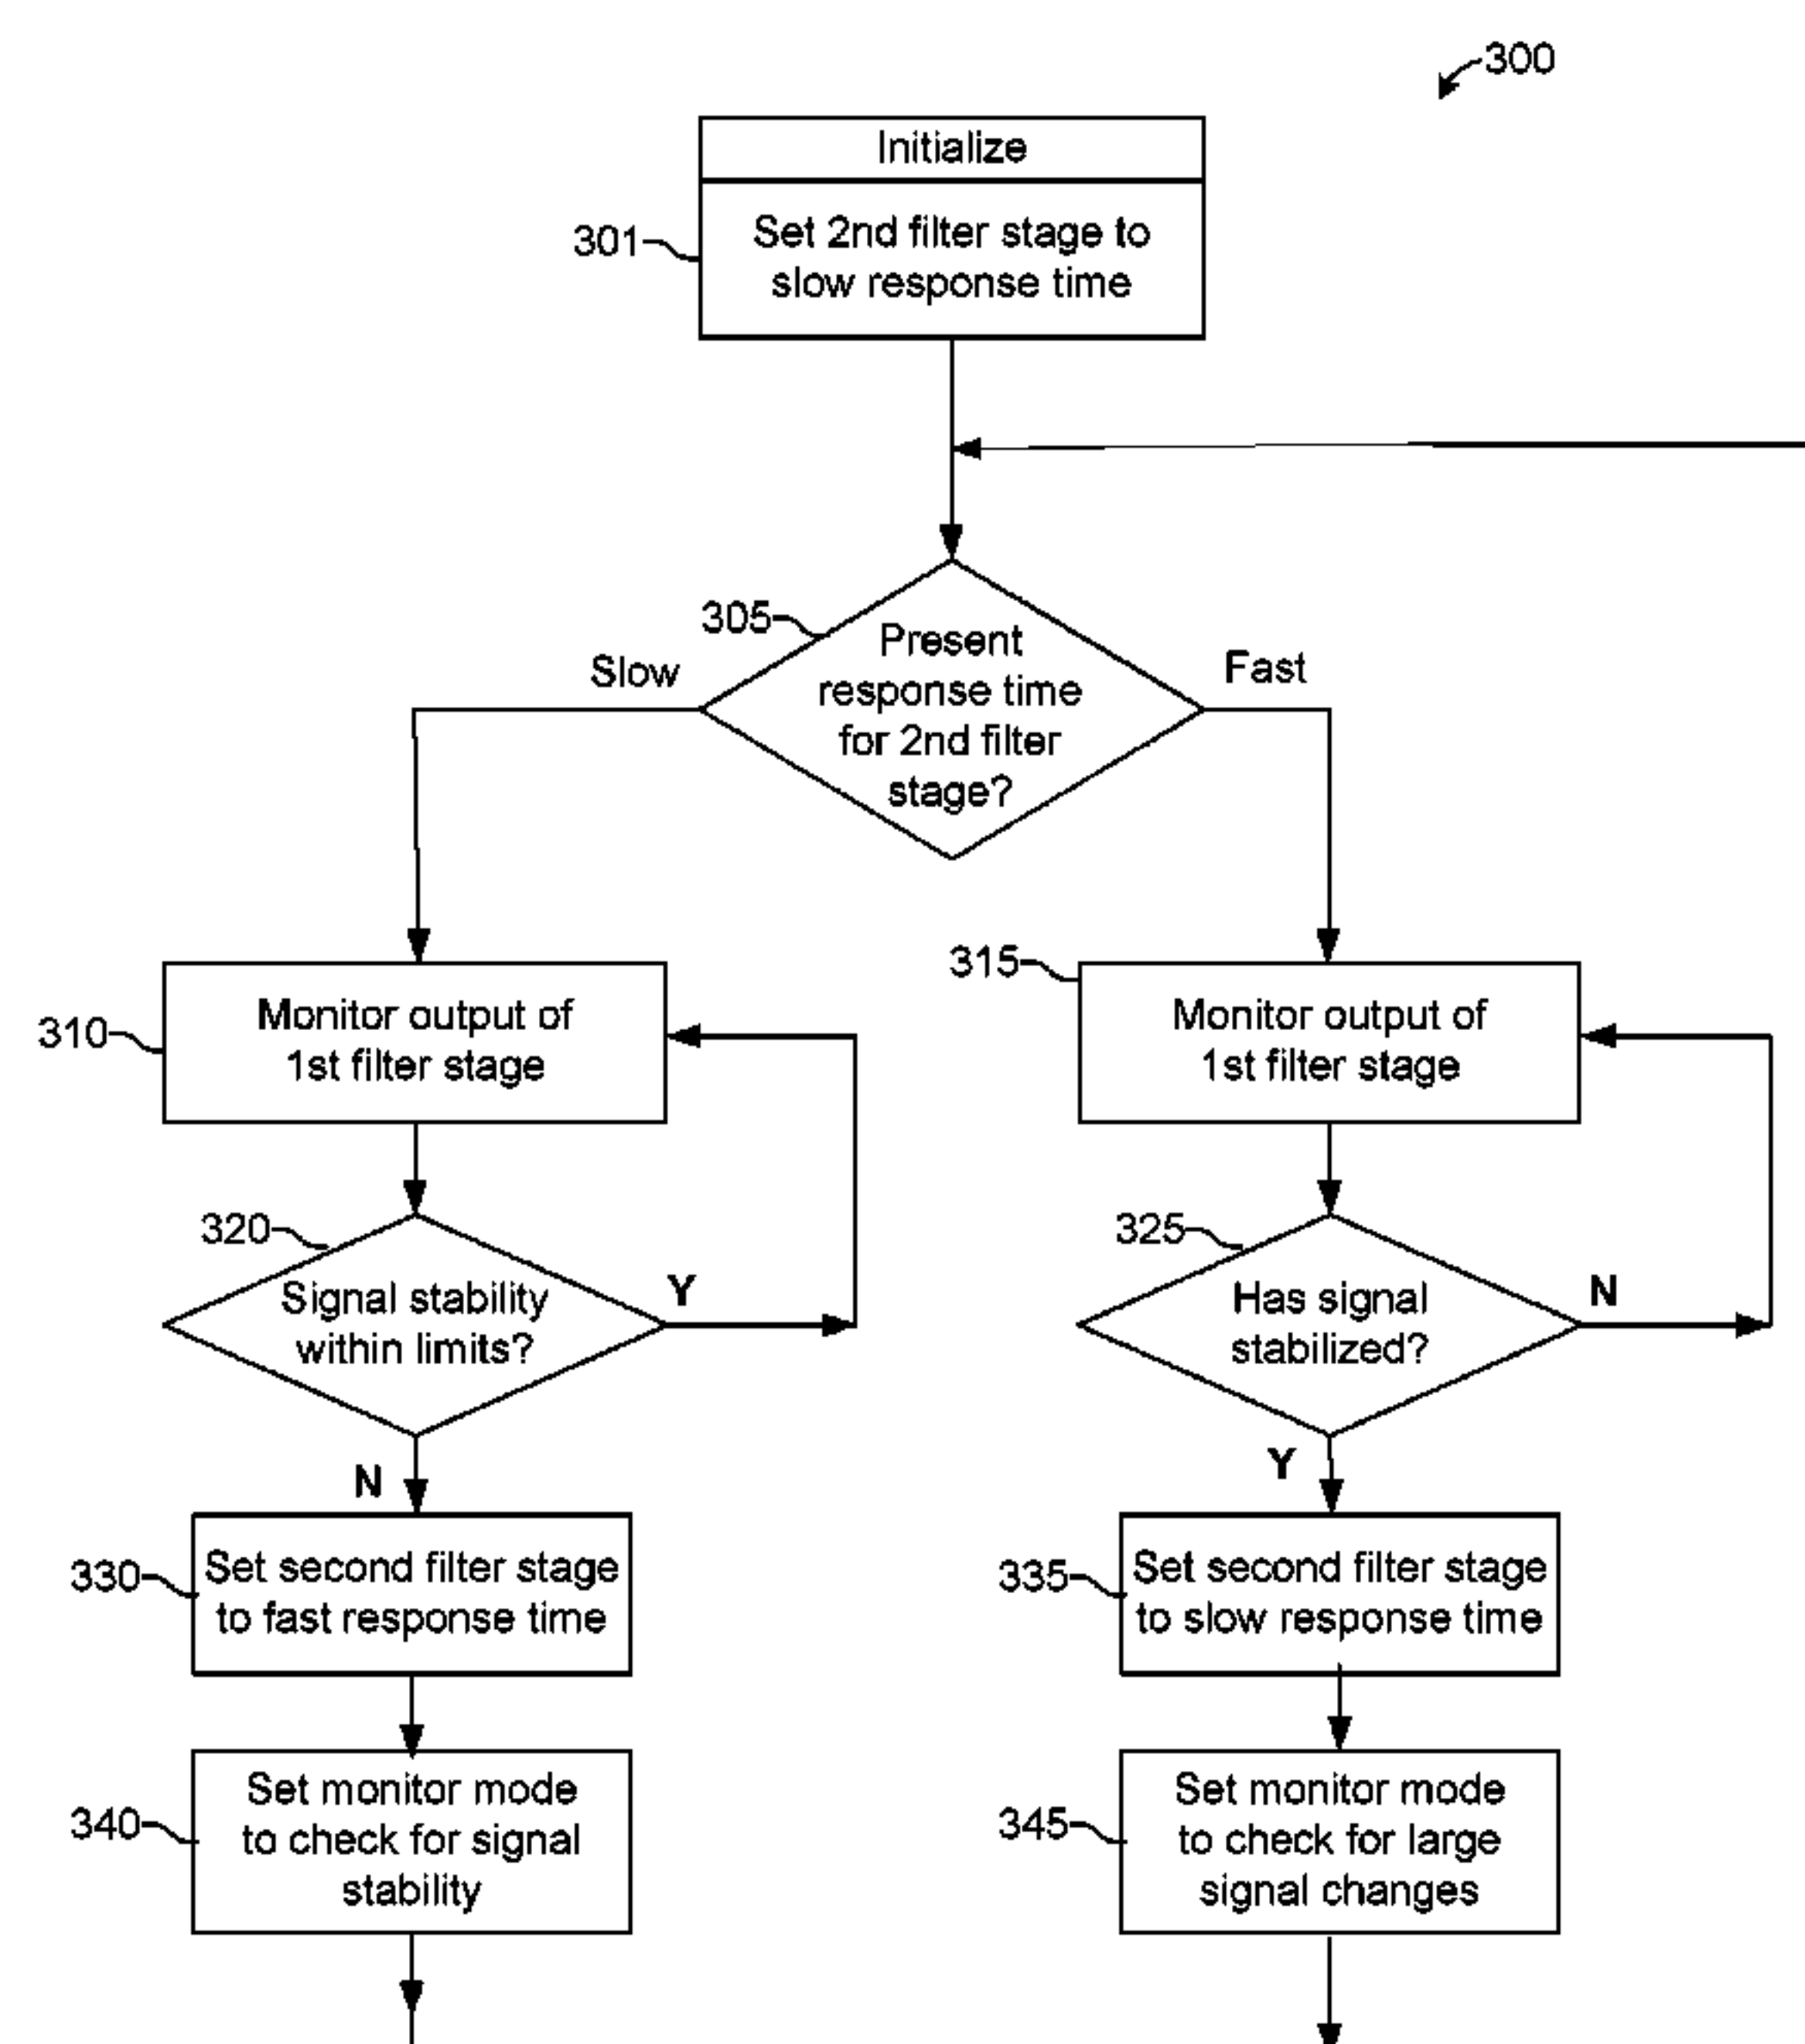 300
Initialize
301
Set 2nd filter stage to
slow response time
305
Present
response time
for 2nd filter
stage?
Slow
Fast
310
Monitor output of
1st filter stage
315
Monitor output of
1st filter stage
320
Signal stability
within limits?
Y
N
325
Has signal
stabilized?
N
Y
330
Set second filter stage
to fast response time
335
Set second filter stage
to slow response time
340
Set monitor mode
to check for signal
stability
345
Set monitor mode
to check for large
signal changes